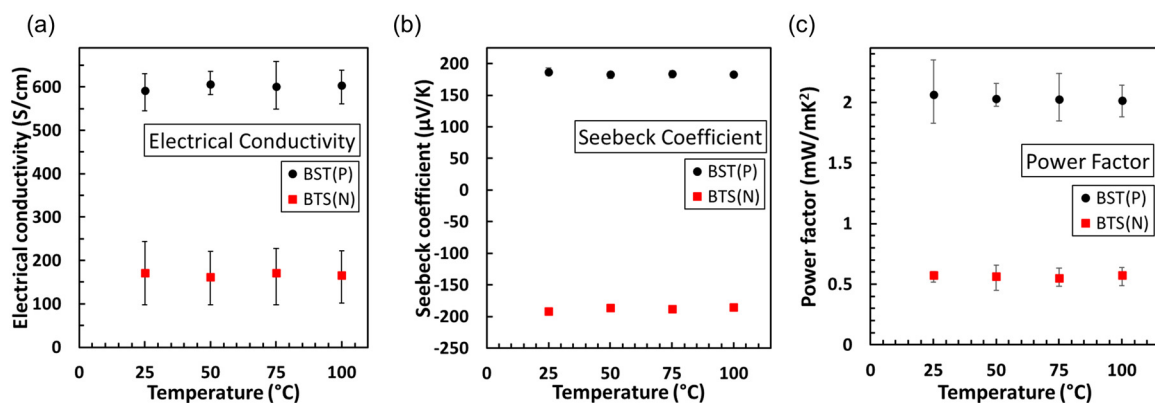 (a)
Electrical conductivity (S/cm)
600
500
400
300
200
100
0
Electrical Conductivity
BST(P)
BTS(N)
0 25 50 75 100
Temperature (°C)
(b)
Seebeck coefficient (μV/K)
200
150
100
50
0
-50
-100
-150
-200
-250
Seebeck Coefficient
BST(P)
BTS(N)
0 25 50 75 100
Temperature (°C)
(c)
Power factor (mW/mK²)
2
1.5
1
0.5
0
Power Factor
BST(P)
BTS(N)
0 25 50 75 100
Temperature (°C)